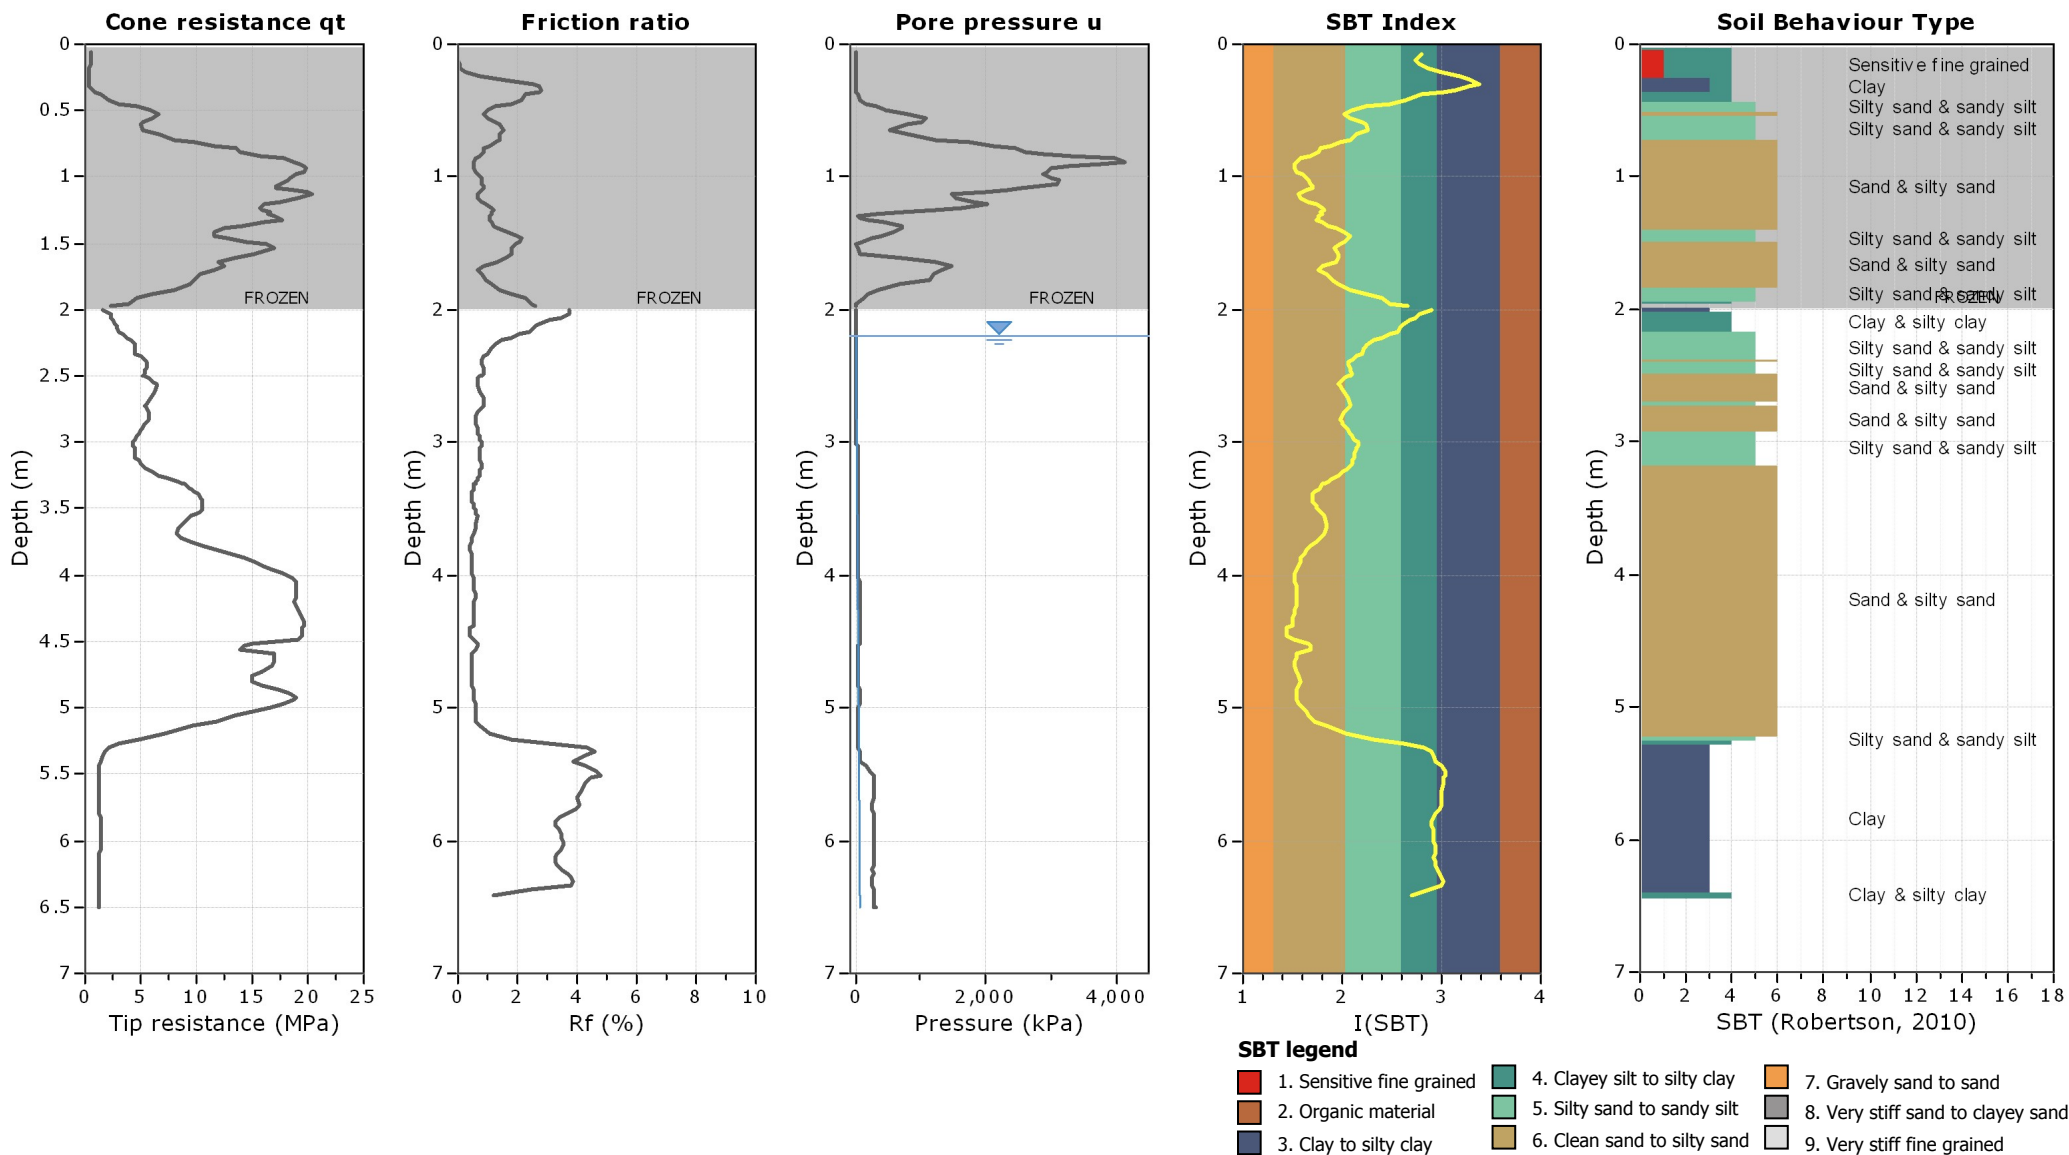 Cone resistance qt
0
0.5
1
1.5
2
2.5
3
3.5
4
4.5
5
5.5
6
6.5
7
Depth (m)
FROZEN
0 5 10 15 20 25
Tip resistance (MPa)
Friction ratio
0
1
2
3
4
5
6
7
Depth (m)
FROZEN
0 2 4 6 8 10
Rf (%)
Pore pressure u
0
1
2
3
4
5
6
7
Depth (m)
FROZEN
0 2,000 4,000
Pressure (kPa)
SBT Index
0
1
2
3
4
5
6
7
Depth (m)
1 2 3 4
I(SBT)
Soil Behaviour Type
0
1
2
3
4
5
6
7
Depth (m)
Sensitive fine grained
Clay
Silty sand & sandy silt
Silty sand & sandy silt
Sand & silty sand
Silty sand & sandy silt
Sand & silty sand
Silty sand & sandy silt
FROZEN
Clay & silty clay
Silty sand & sandy silt
Silty sand & sandy silt
Sand & silty sand
Sand & silty sand
Silty sand & sandy silt
Sand & silty sand
Silty sand & sandy silt
Clay
Clay & silty clay
0 2 4 6 8 10 12 14 16 18
SBT (Robertson, 2010)
SBT legend
1. Sensitive fine grained
2. Organic material
3. Clay to silty clay
4. Clayey silt to silty clay
5. Silty sand to sandy silt
6. Clean sand to silty sand
7. Gravely sand to sand
8. Very stiff sand to clayey sand
9. Very stiff fine grained